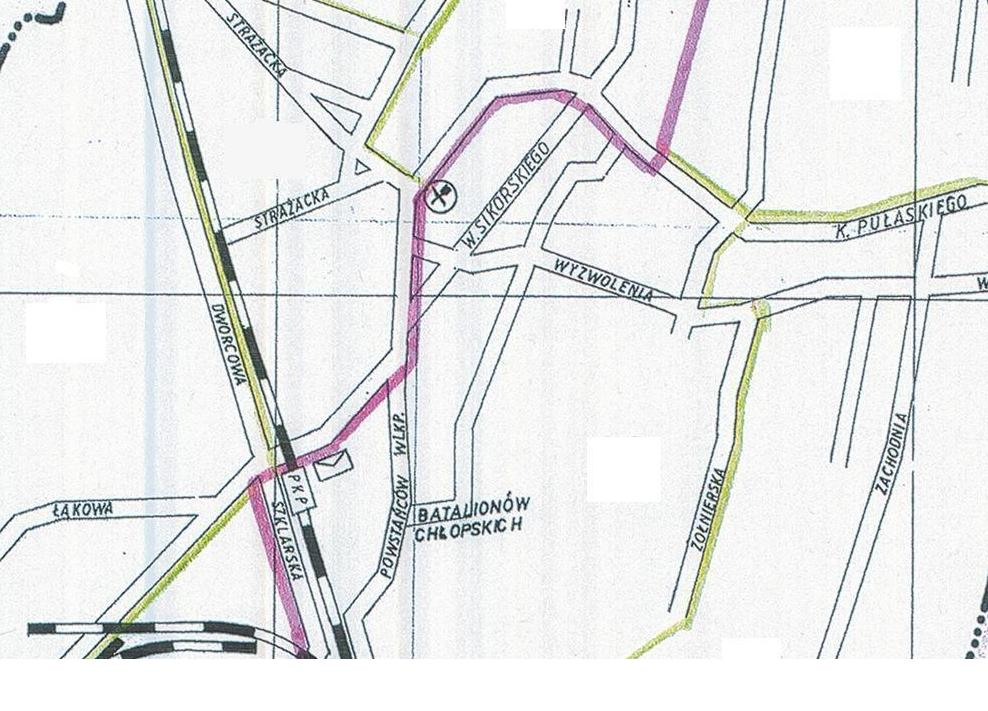 STRAŻACKA
STRAŻACKA
W. SIKORSKIEGO
K. PUŁASKIEGO
WYZWOLENIA
W
DWORCOWA
WLKP.
POWSTAŃCÓW
ZACHODNIA
PKP
ŁĄKOWA
SZKLARSKA
BATALIONÓW
CHŁOPSKICH
ŻOŁNIERSKA